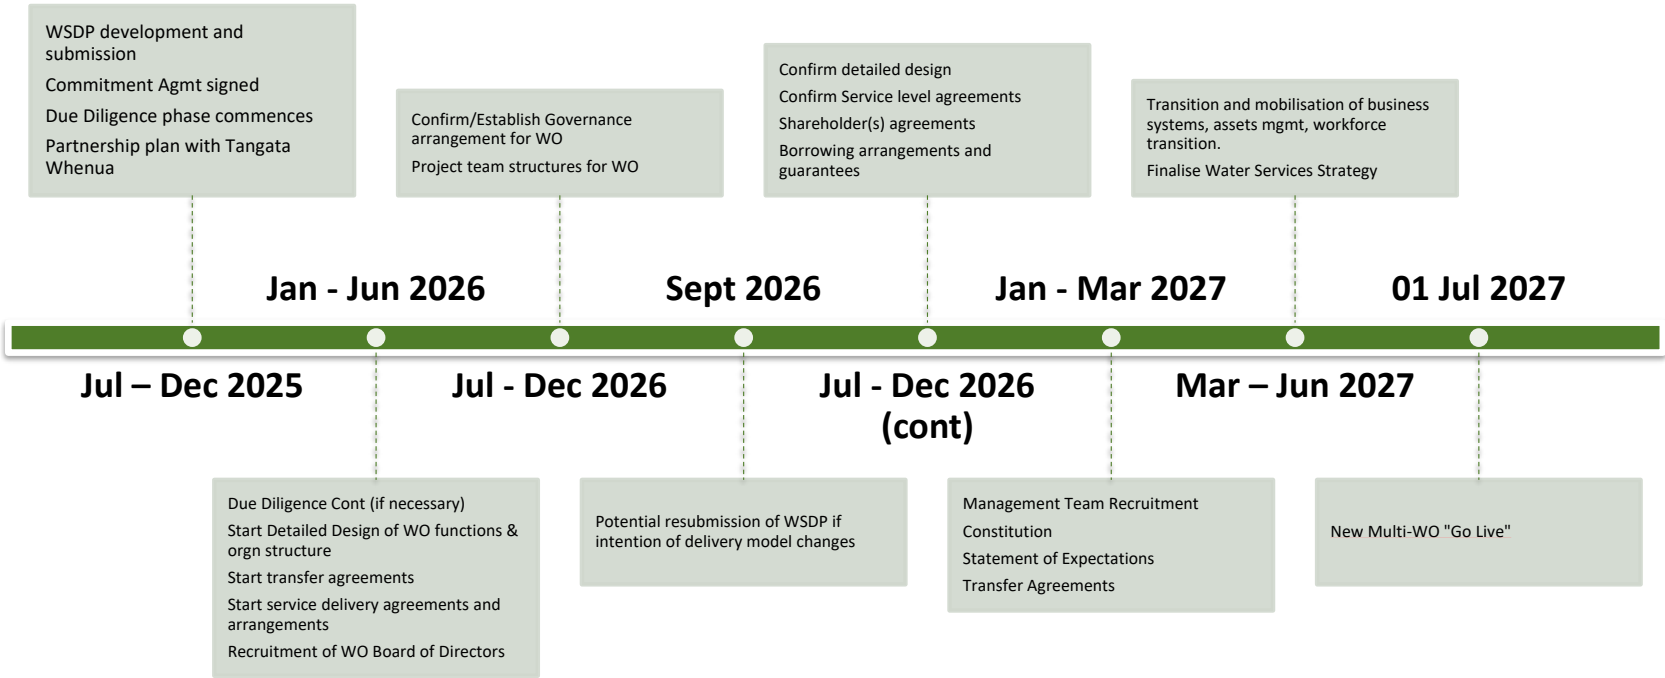 WSDP development and
submission
Commitment Agmt signed
Due Diligence phase commences
Partnership plan with Tangata
Whenua
Confirm/Establish Governance
arrangement for WO
Project team structures for WO
Confirm detailed design
Confirm Service level agreements
Shareholder(s) agreements
Borrowing arrangements and
guarantees
Transition and mobilisation of business
systems, assets mgmt, workforce
transition.
Finalise Water Services Strategy
Jan - Jun 2026
Sept 2026
Jan - Mar 2027
01 Jul 2027
Jul – Dec 2025
Jul - Dec 2026
Jul - Dec 2026
(cont)
Mar – Jun 2027
Due Diligence Cont (if necessary)
Start Detailed Design of WO functions &
orgn structure
Start transfer agreements
Start service delivery agreements and
arrangements
Recruitment of WO Board of Directors
Potential resubmission of WSDP if
intention of delivery model changes
Management Team Recruitment
Constitution
Statement of Expectations
Transfer Agreements
New Multi-WO "Go Live"